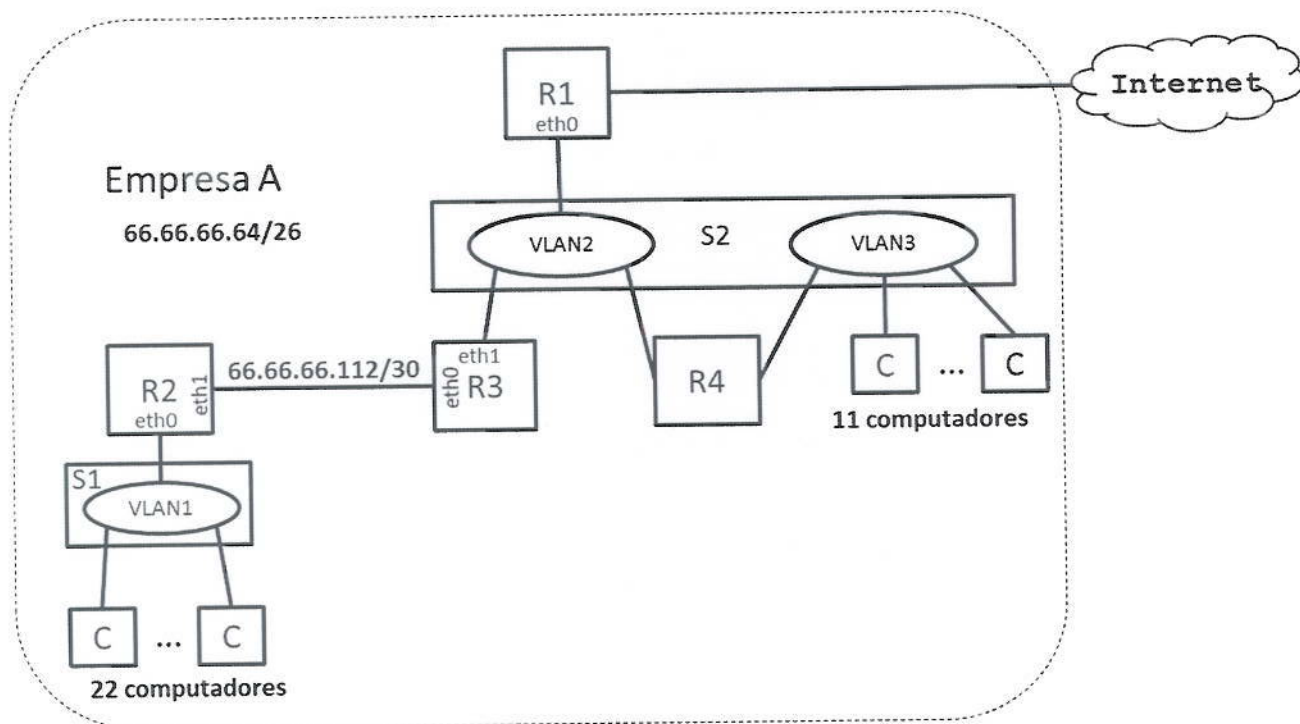 R1
eth0
Internet
Empresa A
66.66.66.64/26
VLAN2
S2
VLAN3
R2
eth0
eth1
66.66.66.112/30
eth1
eth0
R3
R4
C ... C
11 computadores
S1
VLAN1
C ... C
22 computadores